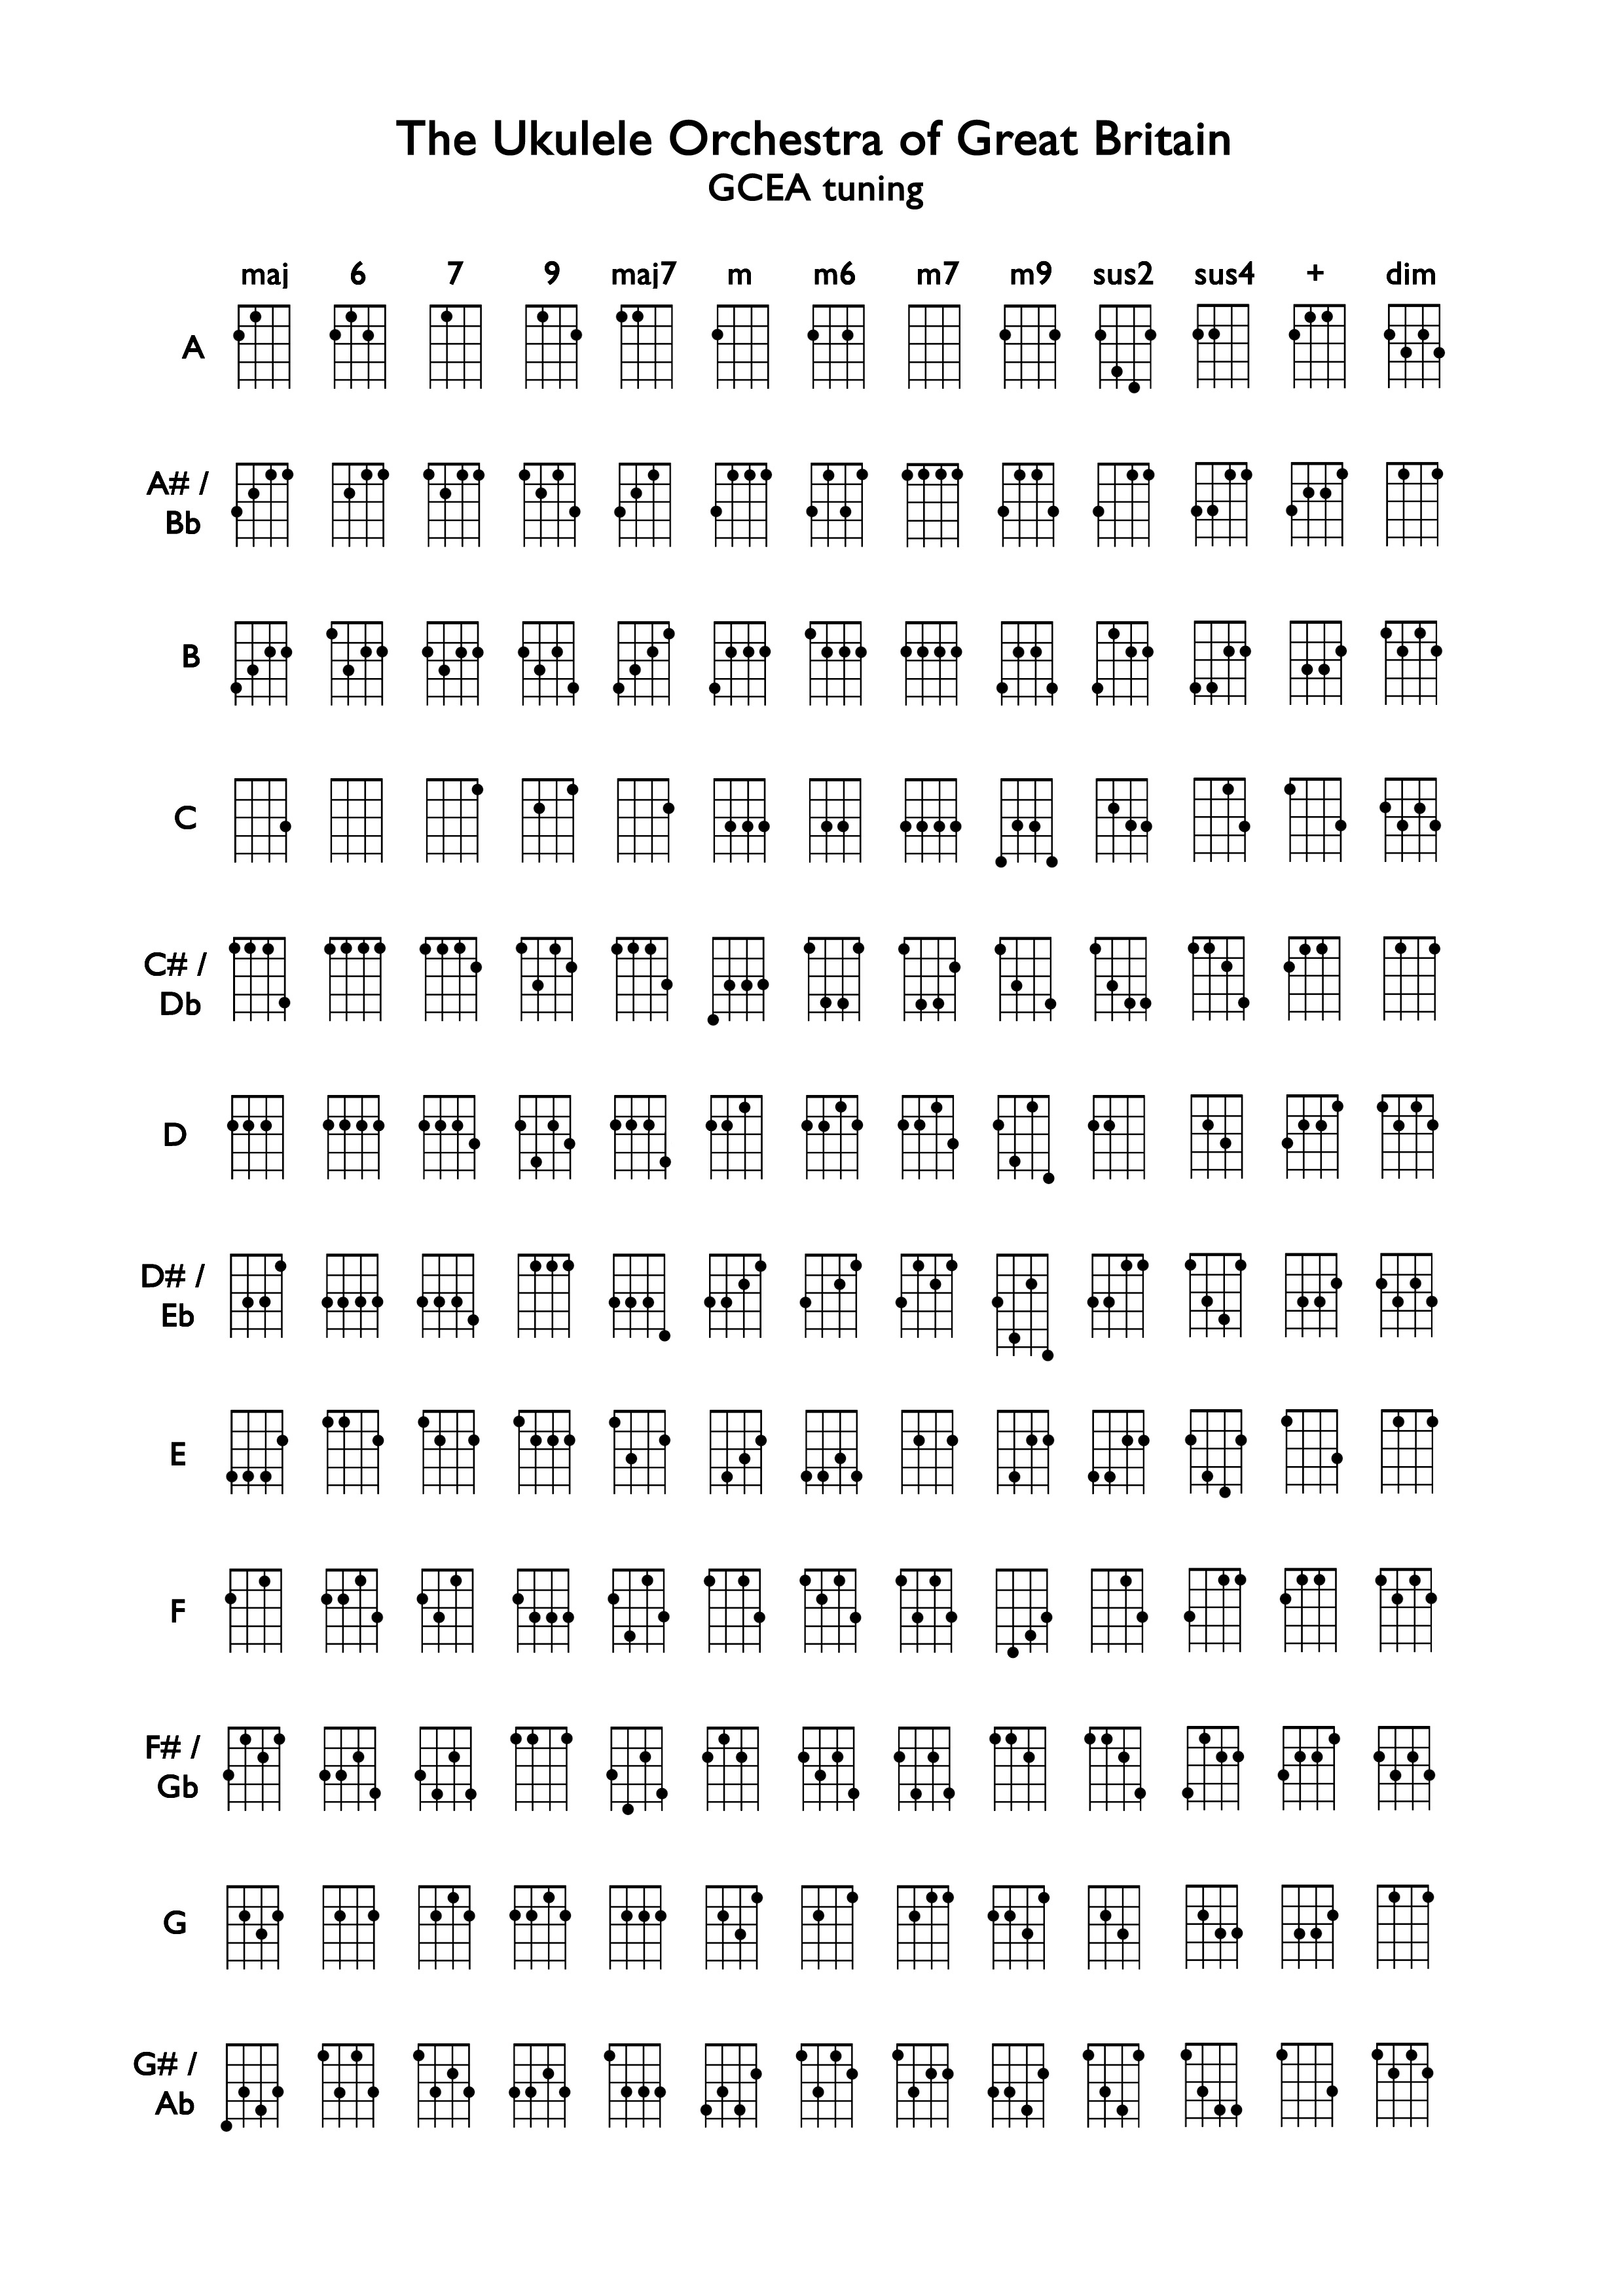 The Ukulele Orchestra of Great Britain
GCEA tuning
maj 6 7 9 maj7 m m6 m7 m9 sus2 sus4 + dim
A
A# /
Bb
B
C
C# /
Db
D
D# /
Eb
E
F
F# /
Gb
G
G# /
Ab